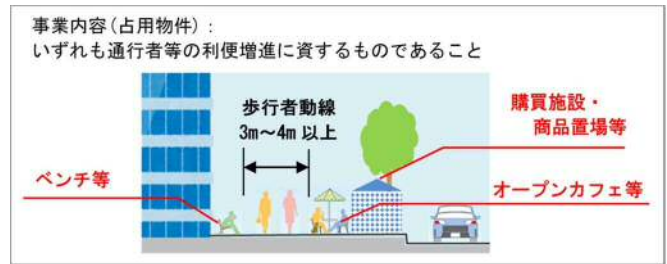 事業内容(占用物件):
いずれも通行者等の利便増進に資するものであること
歩行者動線
3m〜4m 以上
購買施設・
商品置場等
ベンチ等
オープンカフェ等